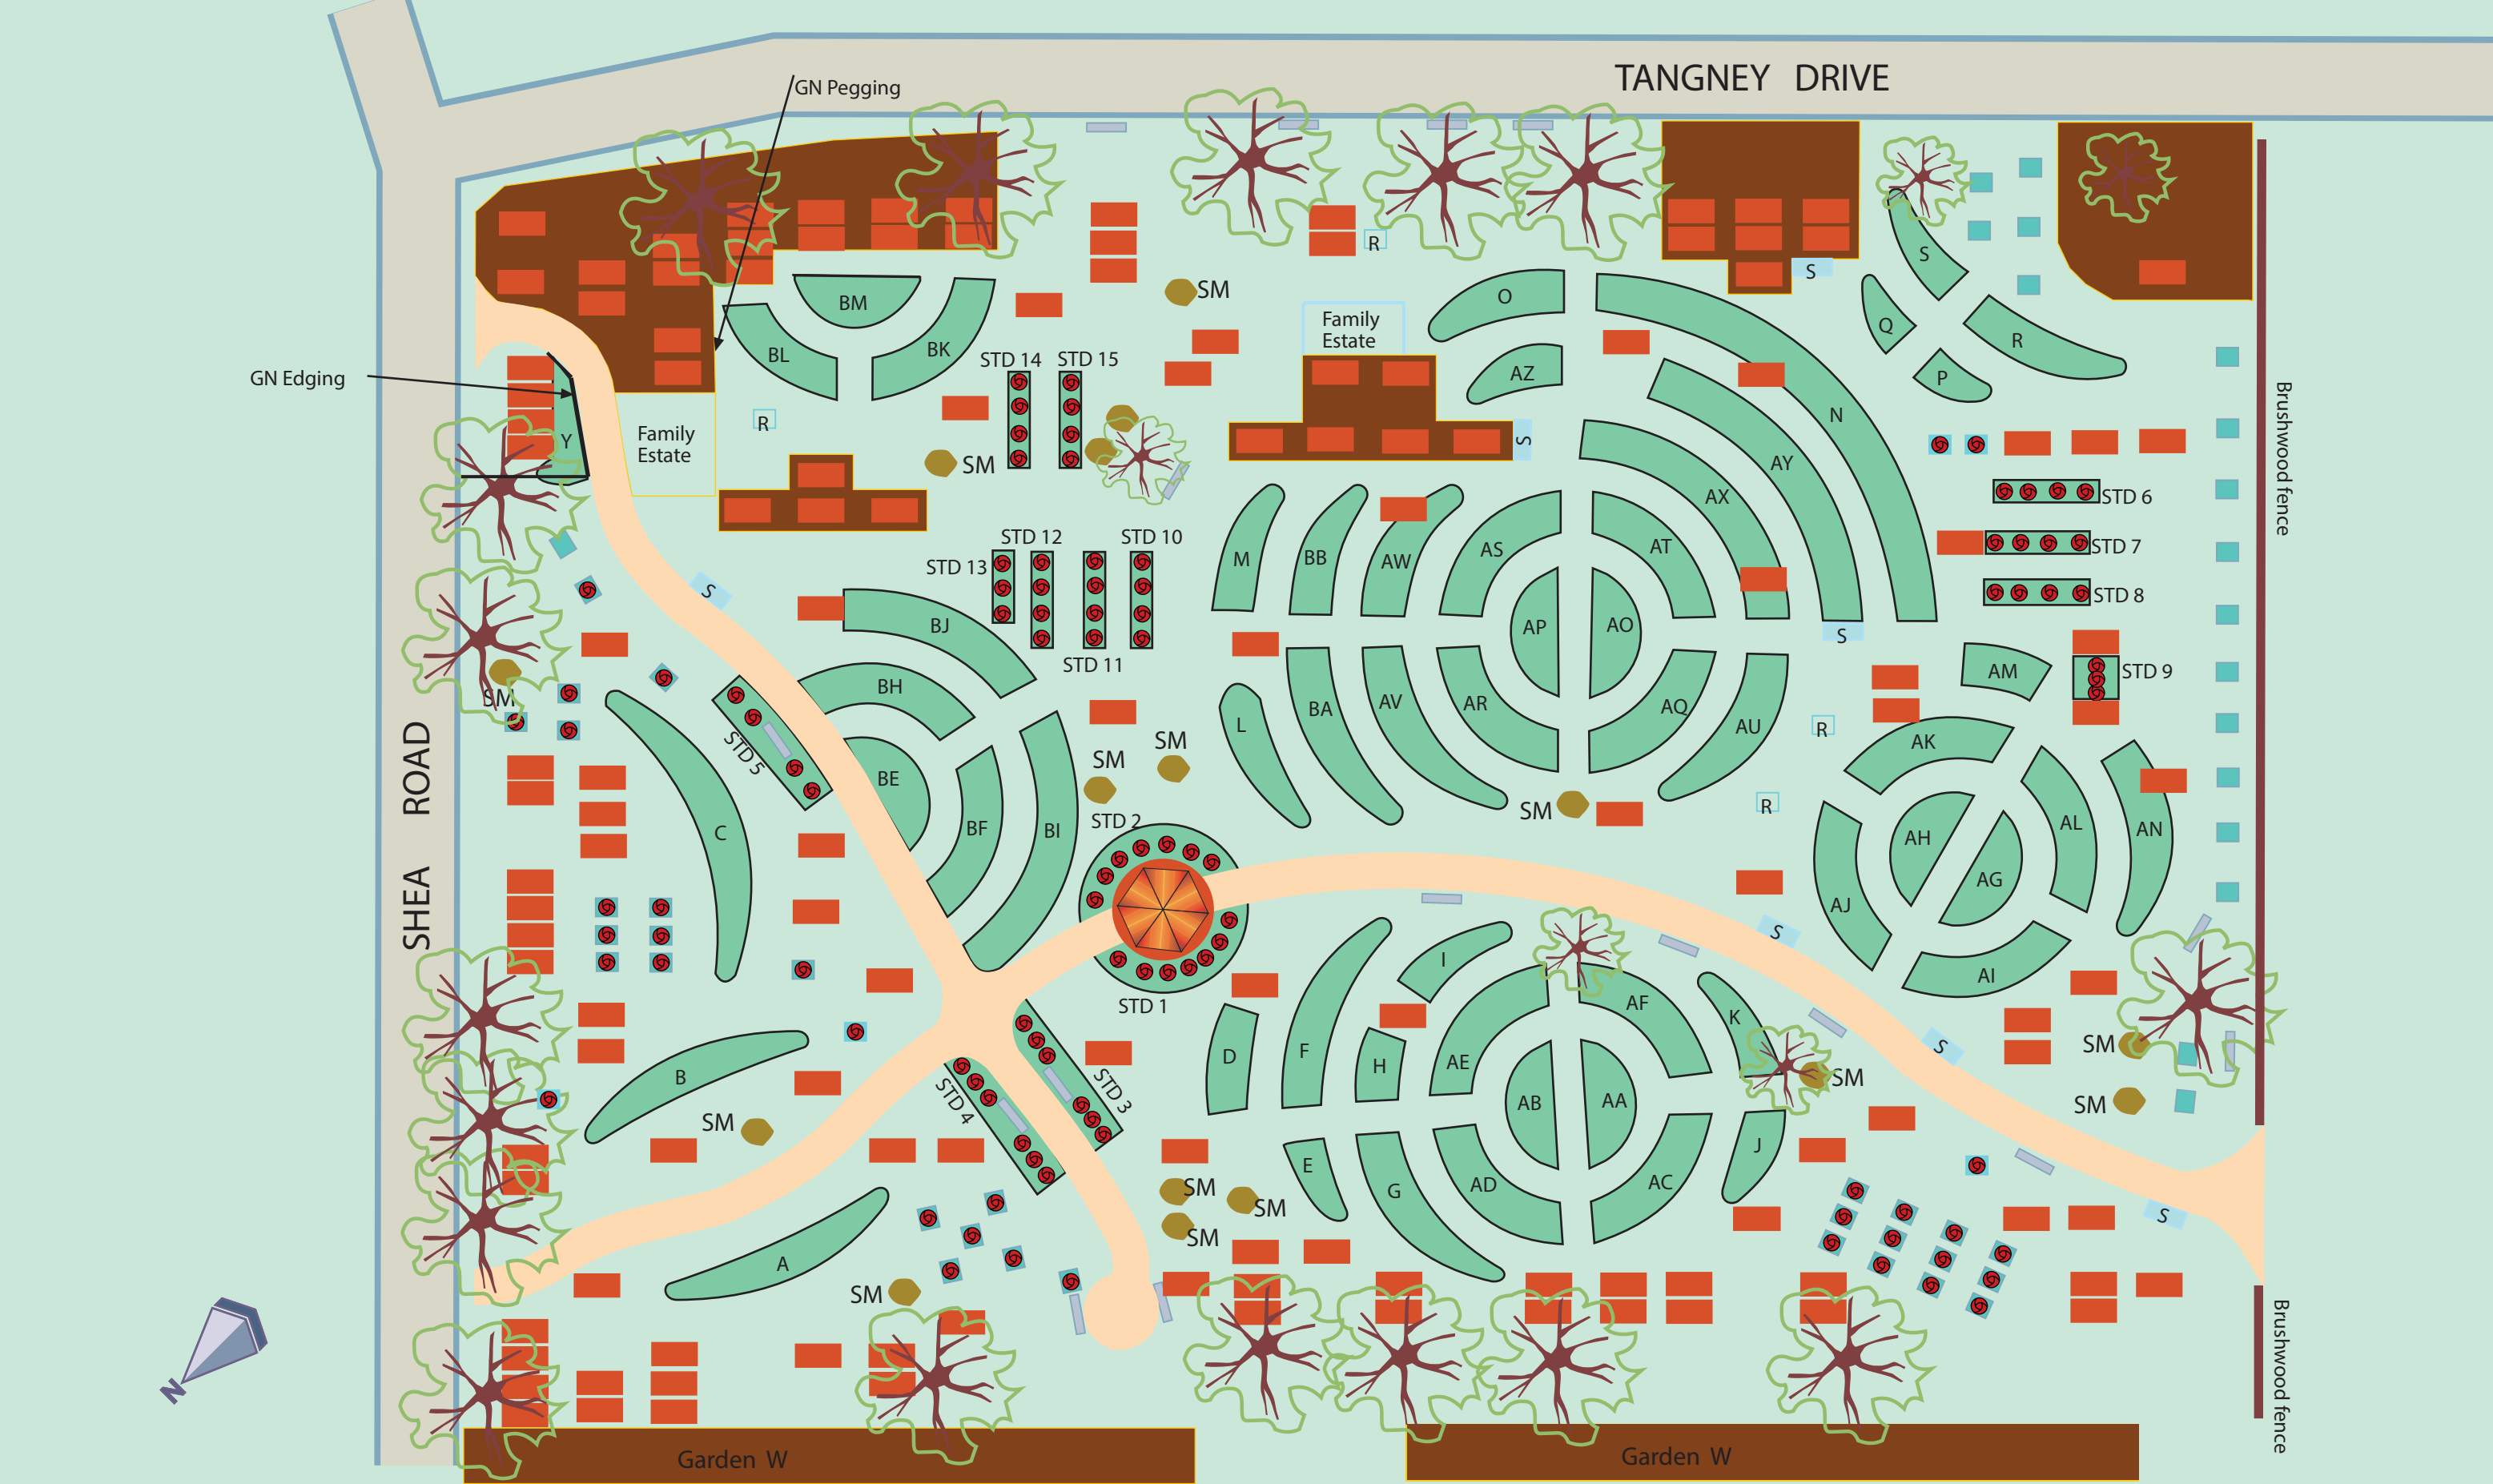 TANGNEY DRIVE
GN Pegging
GN Edging
SHEA ROAD
Family
Estate
Family
Estate
Brushwood fence
Brushwood fence
Garden W
Garden W
N
BM
BL
BK
STD 14
STD 15
SM
R
O
AZ
N
S
S
Q
R
P
Y
R
SM
S
AY
AX
STD 6
STD 7
STD 8
STD 12
STD 10
STD 13
STD 11
M
BB
AW
AS
AT
AP
AO
S
BJ
S
SM
BH
STD 5
BE
BF
BI
C
SM
SM
STD 2
L
BA
AV
AR
AQ
AU
SM
R
R
AM
STD 9
AK
AL
AN
AH
AG
AJ
AI
S
STD 1
STD 3
STD 4
B
SM
A
SM
D
F
I
H
AE
AF
K
AB
AA
SM
J
E
G
AD
AC
SM
SM
SM
S
SM
SM
S